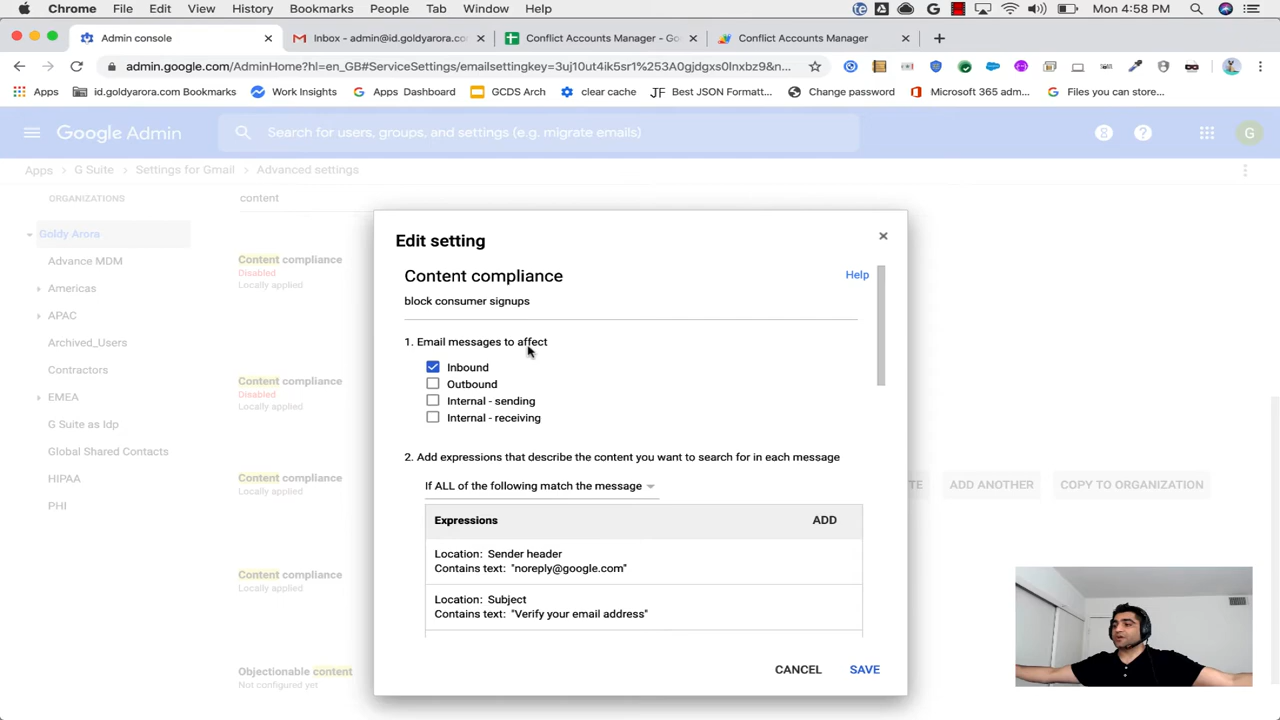 Chrome File Edit View History Bookmarks People Tab Window Help Mon 4:58 PM
Admin console
Inbox - admin@id.goldyarora.co
Conflict Accounts Manager - Go
Conflict Accounts Manager
admin.google.com/AdminHome?hl=en_GB#ServiceSettings/emailsettingkey=3uj10ut4ik5sr1%253A0gjdgxs0lnxbz9&n...
Apps id.goldyarora.com Bookmarks Work Insights Apps Dashboard GCDS Arch clear cache JF Best JSON Formatt... Change password Microsoft 365 adm... Files you can store...
Google Admin
Search for users, groups, and settings (e.g. migrate emails)
8 ? G
Apps > G Suite > Settings for Gmail > Advanced settings
ORGANIZATIONS
Goldy Arora
Advance MDM
Americas
APAC
Archived_Users
Contractors
EMEA
G Suite as Idp
Global Shared Contacts
HIPAA
PHI
content
Content compliance
Disabled
Locally applied
Content compliance
Disabled
Locally applied
Content compliance
Locally applied
Content compliance
Locally applied
Objectionable content
Not configured yet
TE ADD ANOTHER COPY TO ORGANIZATION
Edit setting
Content compliance
Help
block consumer signups
1. Email messages to affect
Inbound
Outbound
Internal - sending
Internal - receiving
2. Add expressions that describe the content you want to search for in each message
If ALL of the following match the message
Expressions ADD
Location: Sender header
Contains text: "noreply@google.com"
Location: Subject
Contains text: "Verify your email address"
CANCEL SAVE